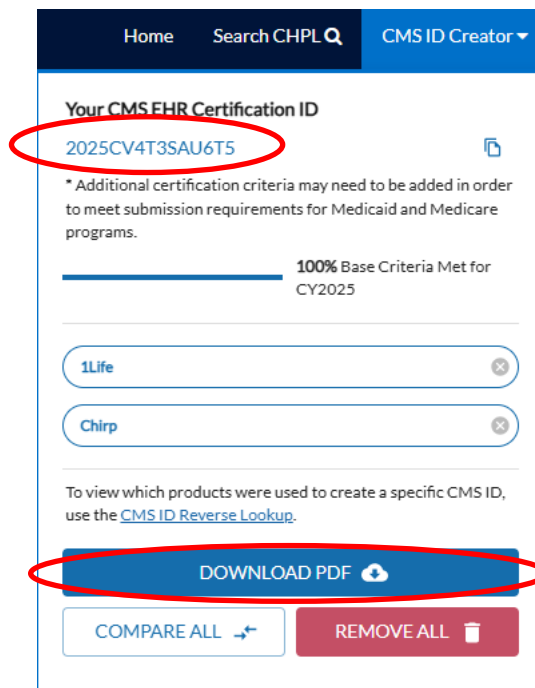 Home Search CHPL CMS ID Creator
Your CMS EHR Certification ID
2025CV4T3SAU6T5
* Additional certification criteria may need to be added in order
to meet submission requirements for Medicaid and Medicare
programs.
100% Base Criteria Met for
CY2025
1Life
Chirp
To view which products were used to create a specific CMS ID,
use the CMS ID Reverse Lookup.
DOWNLOAD PDF
COMPARE ALL REMOVE ALL